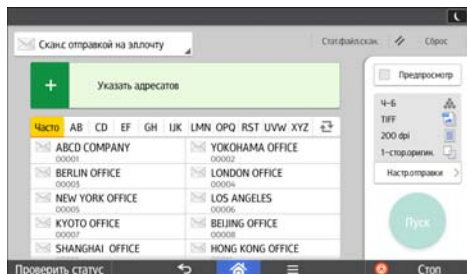 Скан.с отправкой на эл.почту
Стат.файл.скан.
Сброс
+ Указать адресатов
Предпросмотр
Часто AB CD EF GH IJK LMN OPQ RST UVW XYZ
ABCD COMPANY
00001
YOKOHAMA OFFICE
00002
BERLIN OFFICE
00003
LONDON OFFICE
00004
NEW YORK OFFICE
00005
LOS ANGELES
00006
KYOTO OFFICE
00007
BEIJING OFFICE
00008
SHANGHAI OFFICE
HONG KONG OFFICE
Ч-Б
TIFF
200 dpi
1-стор.оригин.
Настр.отправки
Пуск
Проверить статус
Стоп